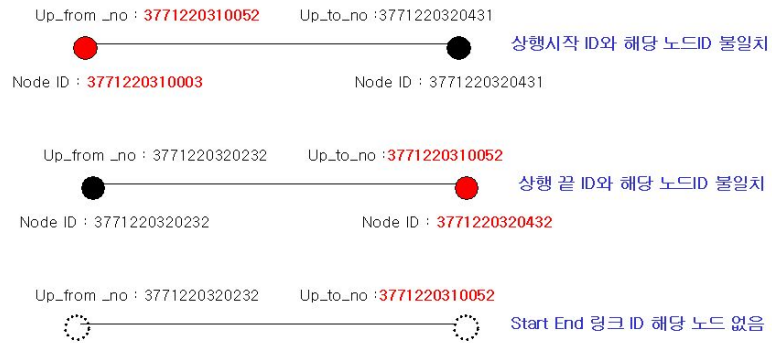 Up_from _no : 3771220310052 Up_to_no :3771220320431
상행시작 ID와 해당 노드ID 불일치
Node ID : 3771220310003 Node ID : 3771220320431
Up_from _no : 3771220320232 Up_to_no :3771220310052
상행 끝 ID와 해당 노드ID 불일치
Node ID : 3771220320232 Node ID : 3771220320432
Up_from _no : 3771220320232 Up_to_no :3771220310052
Start End 링크 ID 해당 노드 없음